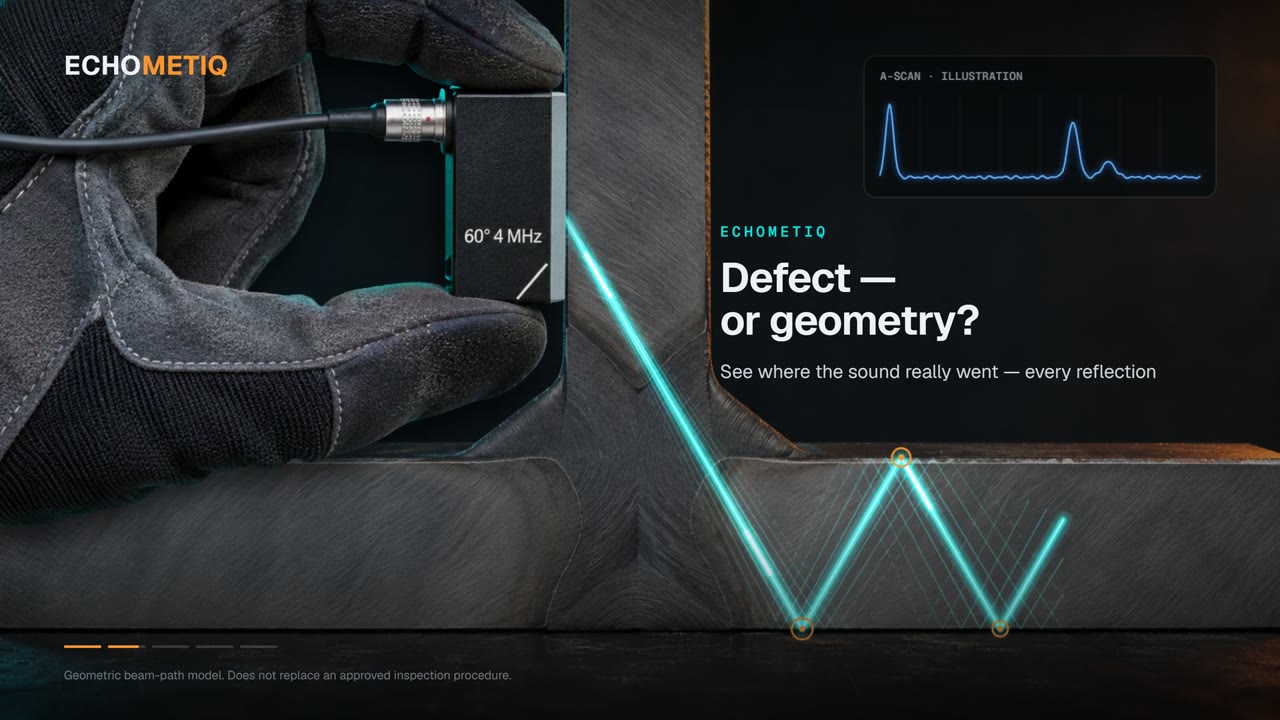 ECHOMETIQ
A-SCAN · ILLUSTRATION
60° 4 MHz
ECHOMETIQ
Defect —
or geometry?
See where the sound really went — every reflection
Geometric beam-path model. Does not replace an approved inspection procedure.